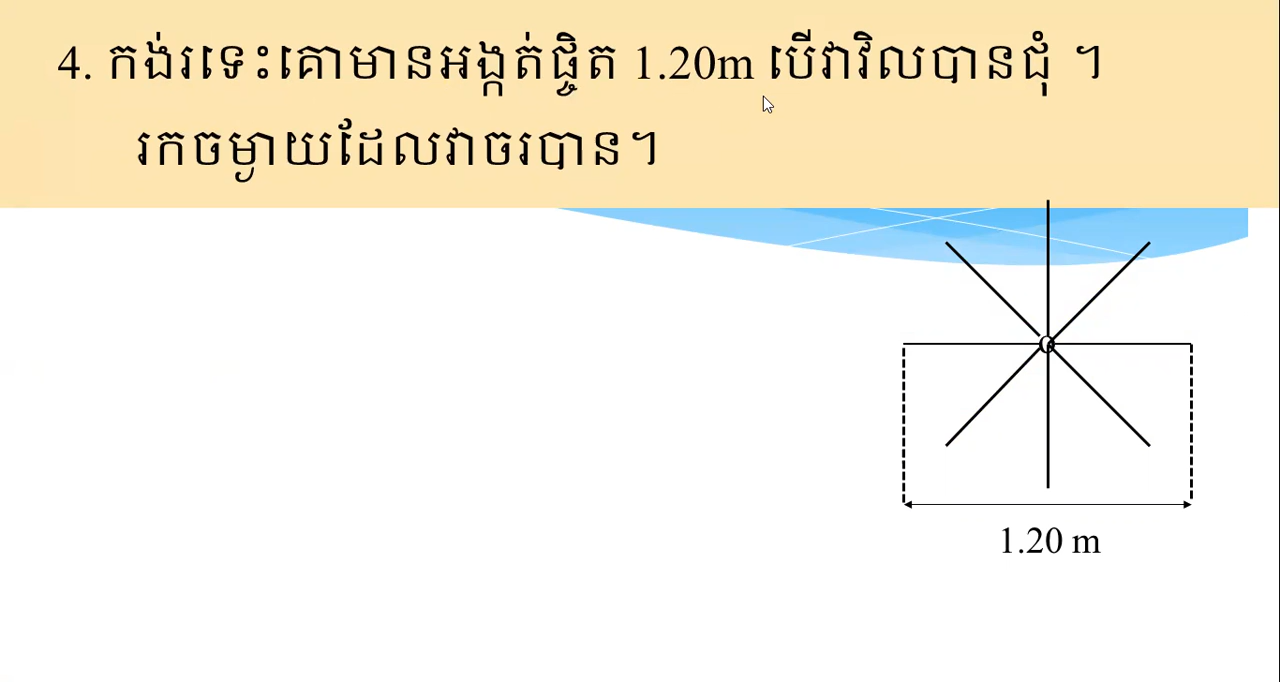 4. កង់រទេះគោមានអង្កត់ផ្ចិត 1.20m បើវាវិលបានជុំ ។
រកចម្ងាយដែលវាចរបាន។
1.20 m